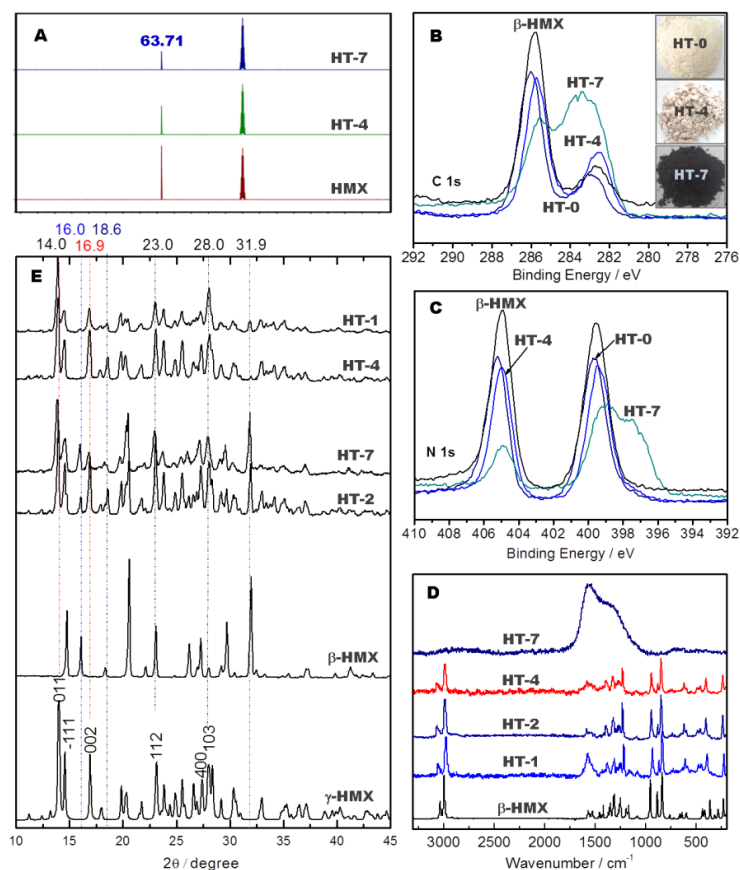 A
63.71
HT-7
HT-4
HMX
B
β-HMX
HT-7
HT-4
HT-0
C 1s
HT-0
HT-4
HT-7
292 290 288 286 284 282 280 278 276
Binding Energy / eV
C
β-HMX
HT-4
HT-0
HT-7
N 1s
410 408 406 404 402 400 398 396 394 392
Binding Energy / eV
D
HT-7
HT-4
HT-2
HT-1
β-HMX
3000 2500 2000 1500 1000 500
Wavenumber / cm-1
16.0 18.6
14.0 16.9 23.0 28.0 31.9
E
HT-1
HT-4
HT-7
HT-2
β-HMX
011
-111
002
112
400
103
γ-HMX
10 15 20 25 30 35 40 45
2θ / degree